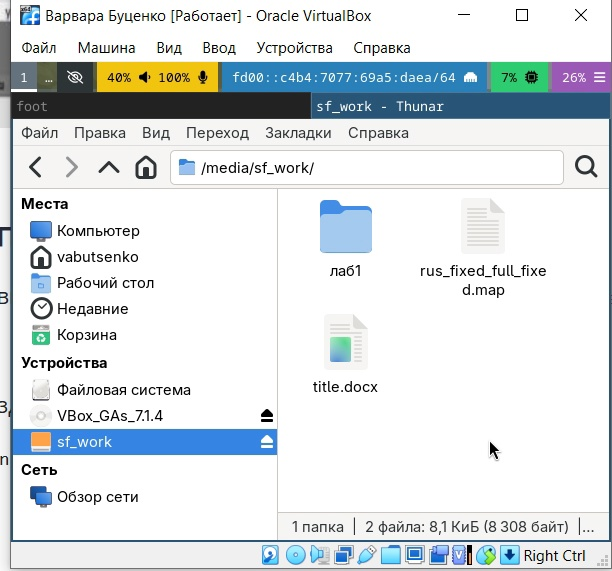 Варвара Буценко [Работает] - Oracle VirtualBox
Файл Машина Вид Ввод Устройства Справка
1 ... 40% 100% fd00::c4b4:7077:69a5:daea/64 7% 26%
foot sf_work - Thunar
Файл Правка Вид Переход Закладки Справка
/media/sf_work/
Места
Компьютер
vabutsenko
Рабочий стол
Недавние
Корзина
Устройства
Файловая система
VBox_GAs_7.1.4
sf_work
Сеть
Обзор сети
лаб1
rus_fixed_full_fixe
d.map
title.docx
1 папка | 2 файла: 8,1 КиБ (8 308 байт) |...
Right Ctrl